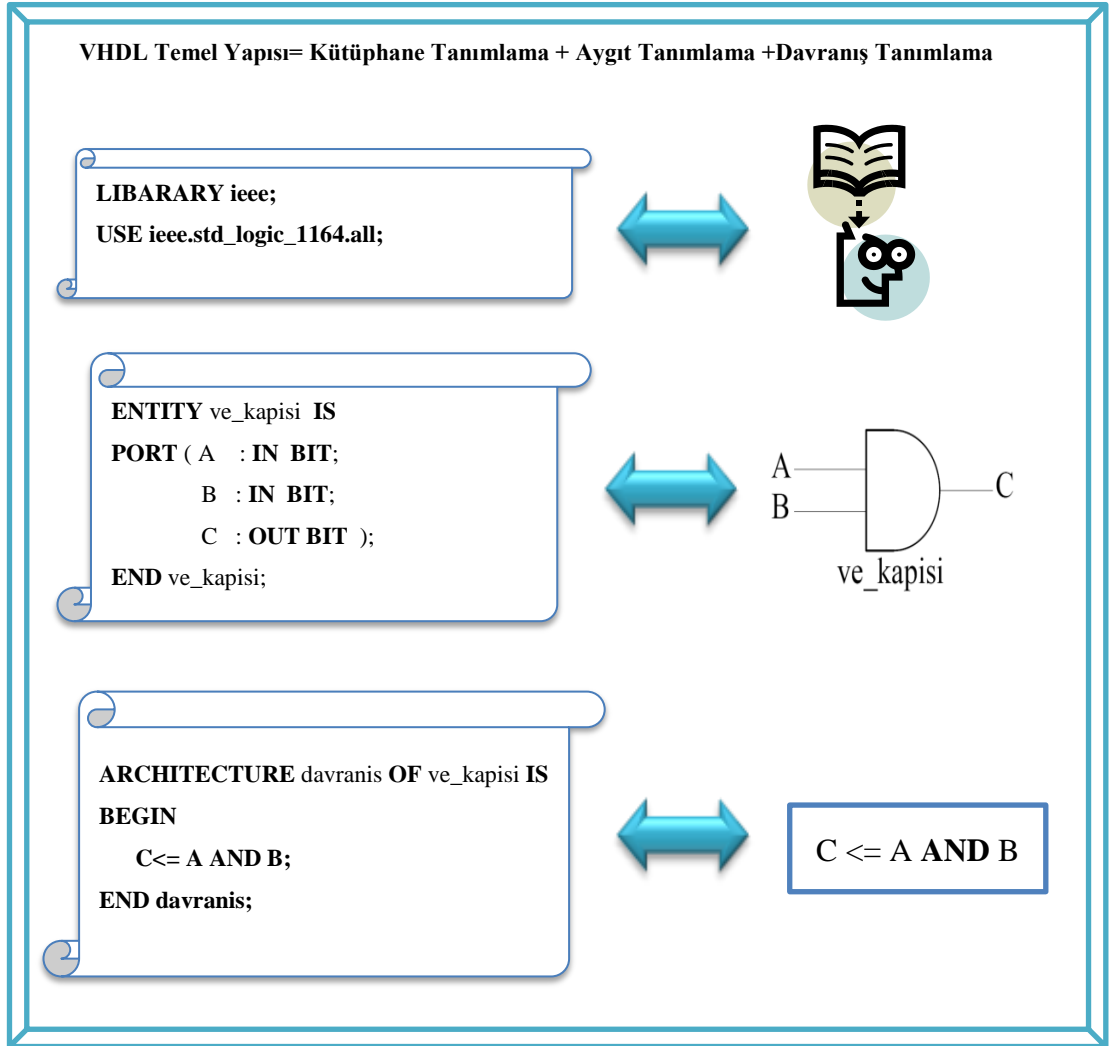 VHDL Temel Yapısı= Kütüphane Tanımlama + Aygıt Tanımlama +Davranış Tanımlama
LIBARARY ieee;
USE ieee.std_logic_1164.all;
ENTITY ve_kapisi IS
PORT ( A : IN BIT;
B : IN BIT;
C : OUT BIT );
END ve_kapisi;
A
B
C
ve_kapisi
ARCHITECTURE davranis OF ve_kapisi IS
BEGIN
C<= A AND B;
END davranis;
C <= A AND B